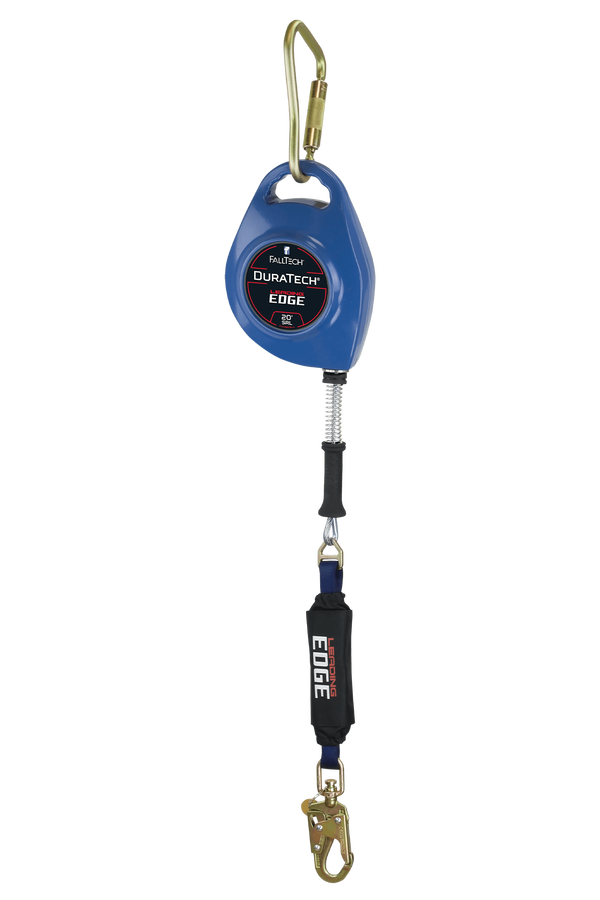 FALLTECH®
DURATECH®
LEADING
EDGE
20'
SRL
LEADING
EDGE